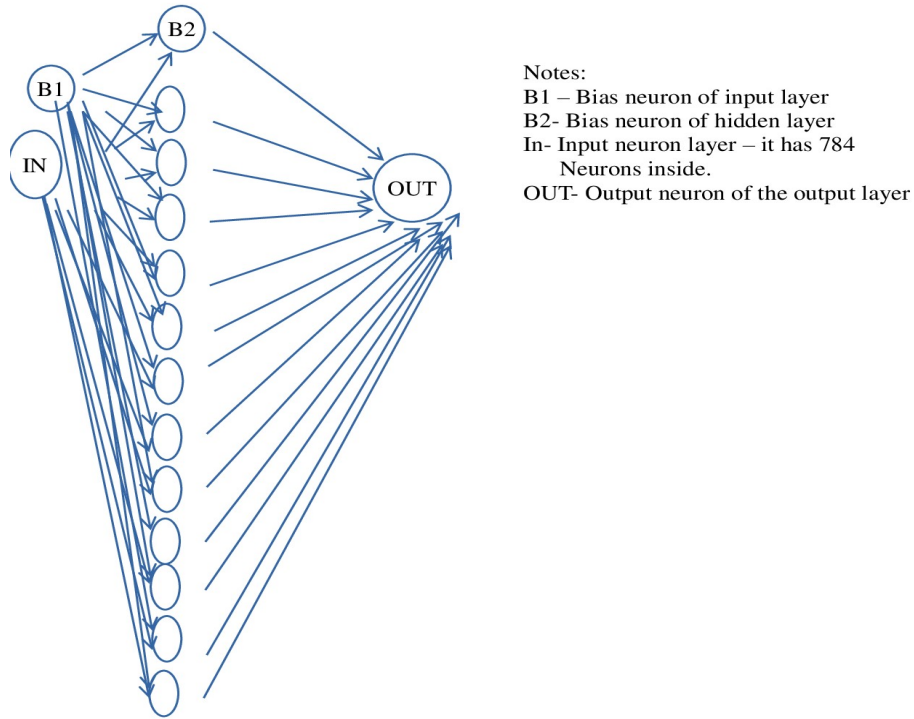 B2
B1
IN
OUT
Notes:
B1 – Bias neuron of input layer
B2- Bias neuron of hidden layer
In- Input neuron layer – it has 784
Neurons inside.
OUT- Output neuron of the output layer